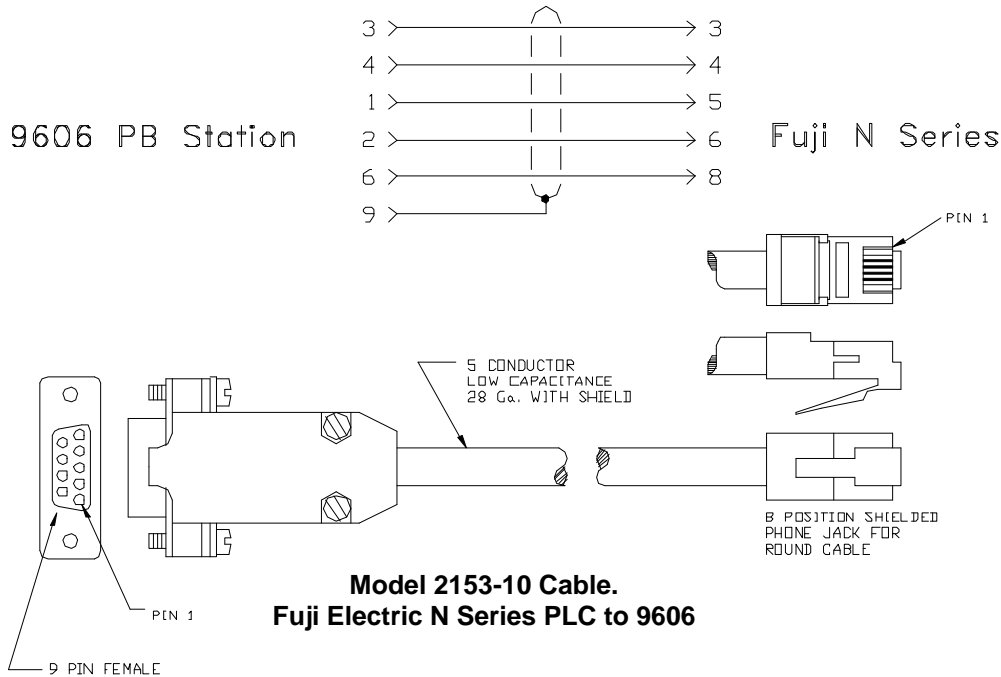 3 3
4 4
1 5
9606 PB Station 2 6 Fuji N Series
6 8
9
PIN 1
5 CONDUCTOR
LOW CAPACITANCE
28 Ga. WITH SHIELD
8 POSITION SHIELDED
PHONE JACK FOR
ROUND CABLE
Model 2153-10 Cable.
Fuji Electric N Series PLC to 9606
PIN 1
9 PIN FEMALE